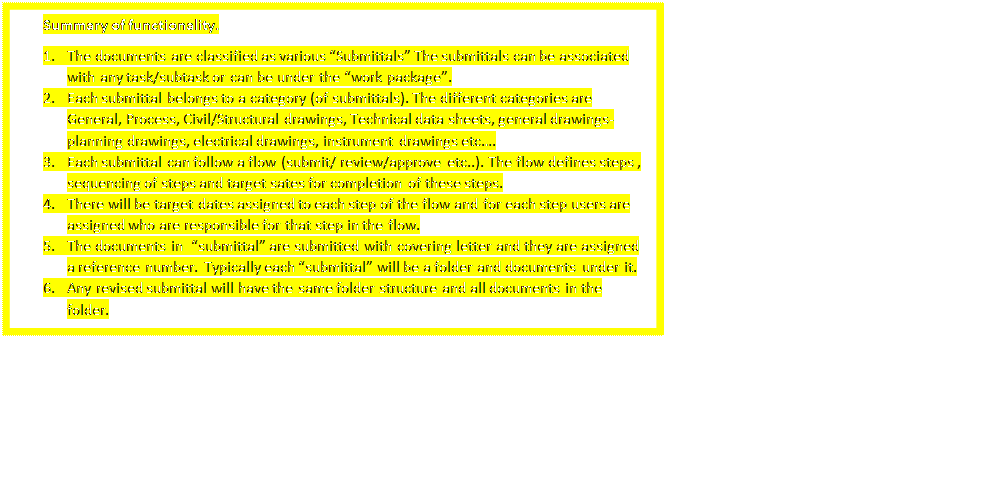 Summary of functionality.
1. The documents are classified as various “Submittals” The submittals can be associated
with any task/subtask or can be under the “work package”.
2. Each submittal belongs to a category (of submittals). The different categories are
General, Process, Civil/Structural drawings, Technical data sheets, general drawings-
planning drawings, electrical drawings, instrument drawings etc....
3. Each submittal can follow a flow (submit/ review/approve etc..). The flow defines steps ,
sequencing of steps and target sates for completion of these steps.
4. There will be target dates assigned to each step of the flow and for each step users are
assigned who are responsible for that step in the flow.
5. The documents in “submittal” are submitted with covering letter and they are assigned
a reference number. Typically each “submittal” will be a folder and documents under it.
6. Any revised submittal will have the same folder structure and all documents in the
folder.